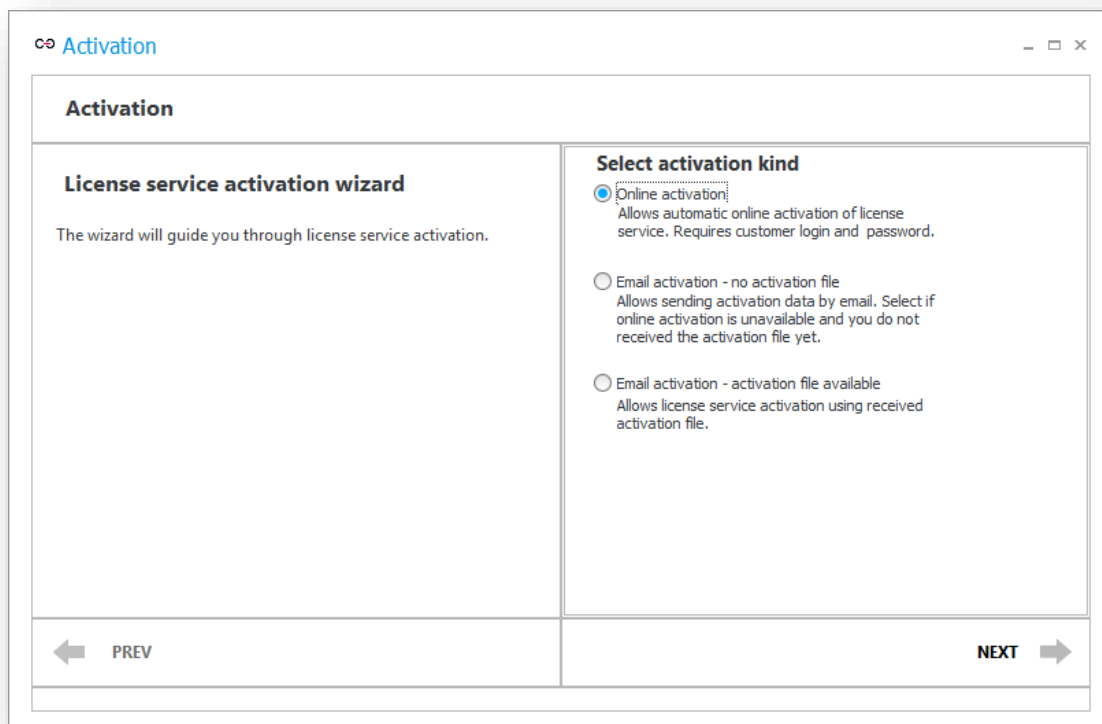 Activation
Activation
License service activation wizard
The wizard will guide you through license service activation.
Select activation kind
Online activation
Allows automatic online activation of license
service. Requires customer login and  password.
Email activation - no activation file
Allows sending activation data by email. Select if
online activation is unavailable and you do not
received the activation file yet.
Email activation - activation file available
Allows license service activation using received
activation file.
PREV
NEXT